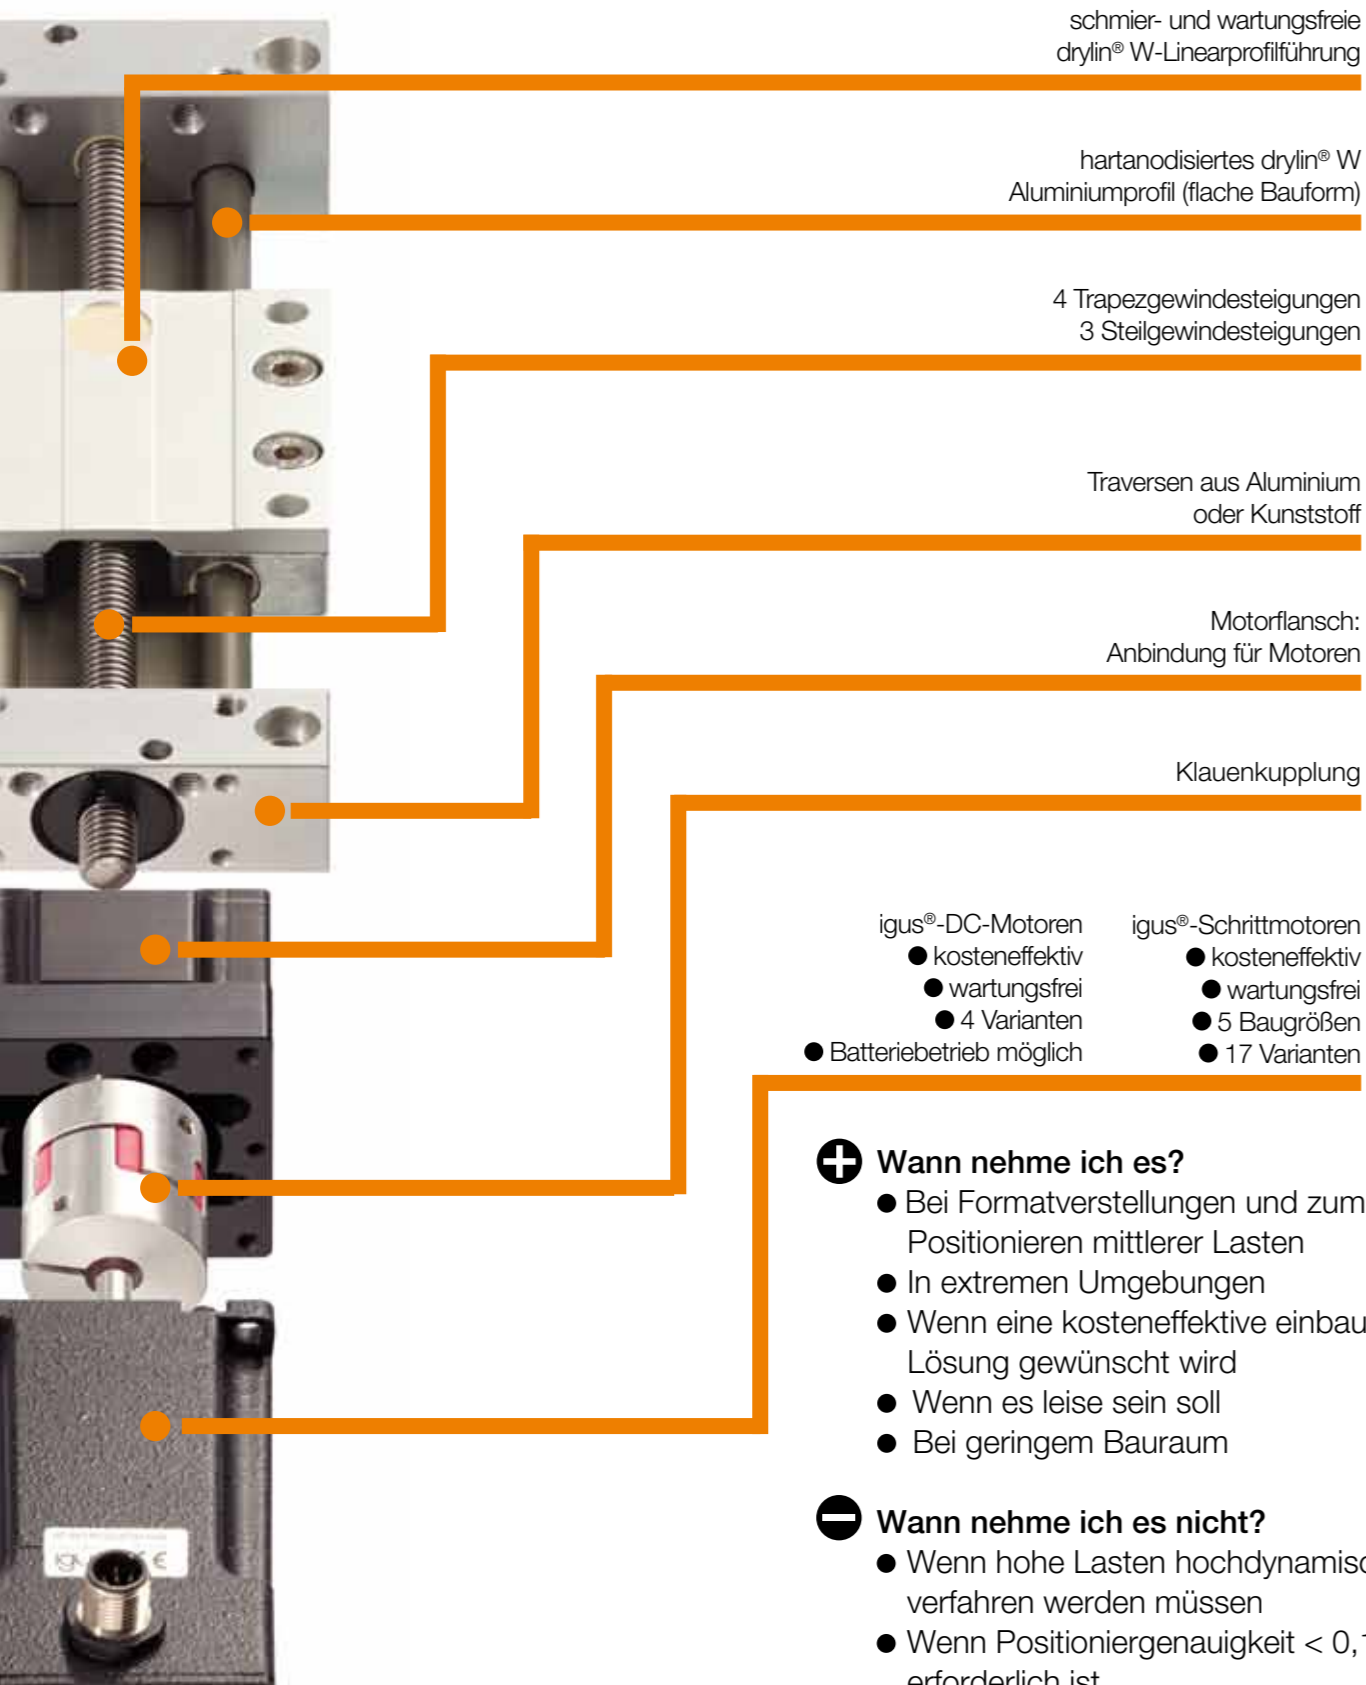 schmier- und wartungsfreie
drylin® W-Linearprofilführung
hartanodisiertes drylin® W
Aluminiumprofil (flache Bauform)
4 Trapezgewindesteigungen
3 Steilgewindesteigungen
Traversen aus Aluminium
oder Kunststoff
Motorflansch:
Anbindung für Motoren
Klauenkupplung
igus®-DC-Motoren
● kosteneffektiv
● wartungsfrei
● 4 Varianten
● Batteriebetrieb möglich
igus®-Schrittmotoren
● kosteneffektiv
● wartungsfrei
● 5 Baugrößen
● 17 Varianten
Wann nehme ich es?
● Bei Formatverstellungen und zum
Positionieren mittlerer Lasten
● In extremen Umgebungen
● Wenn eine kosteneffektive einbau
Lösung gewünscht wird
● Wenn es leise sein soll
● Bei geringem Bauraum
Wann nehme ich es nicht?
● Wenn hohe Lasten hochdynamisc
verfahren werden müssen
● Wenn Positioniergenauigkeit < 0,1
erforderlich ist